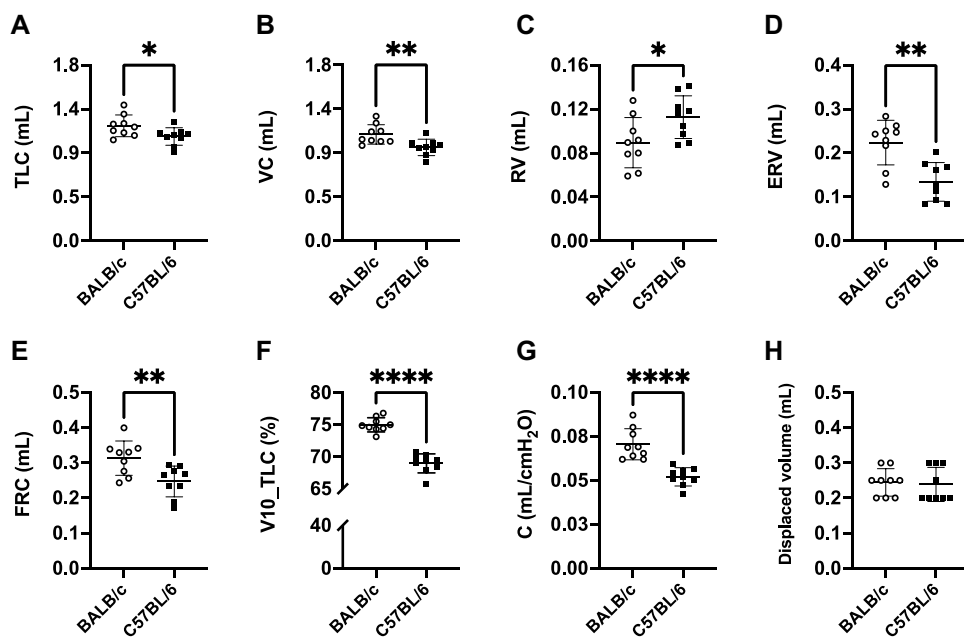 A
*
1.8
1.4
0.9
0.5
0.0
TLC (mL)
BALB/c
C57BL/6
B
**
1.8
1.4
0.9
0.5
0.0
VC (mL)
BALB/c
C57BL/6
C
*
0.16
0.12
0.08
0.04
0.00
RV (mL)
BALB/c
C57BL/6
D
**
0.4
0.3
0.2
0.1
0.0
ERV (mL)
BALB/c
C57BL/6
E
**
0.5
0.4
0.3
0.2
0.1
0.0
FRC (mL)
BALB/c
C57BL/6
F
****
80
75
70
65
40
0
V10_TLC (%)
BALB/c
C57BL/6
G
****
0.10
0.08
0.05
0.03
0.00
C (mL/cmH₂O)
BALB/c
C57BL/6
H
0.5
0.4
0.3
0.2
0.1
0.0
Displaced volume (mL)
BALB/c
C57BL/6